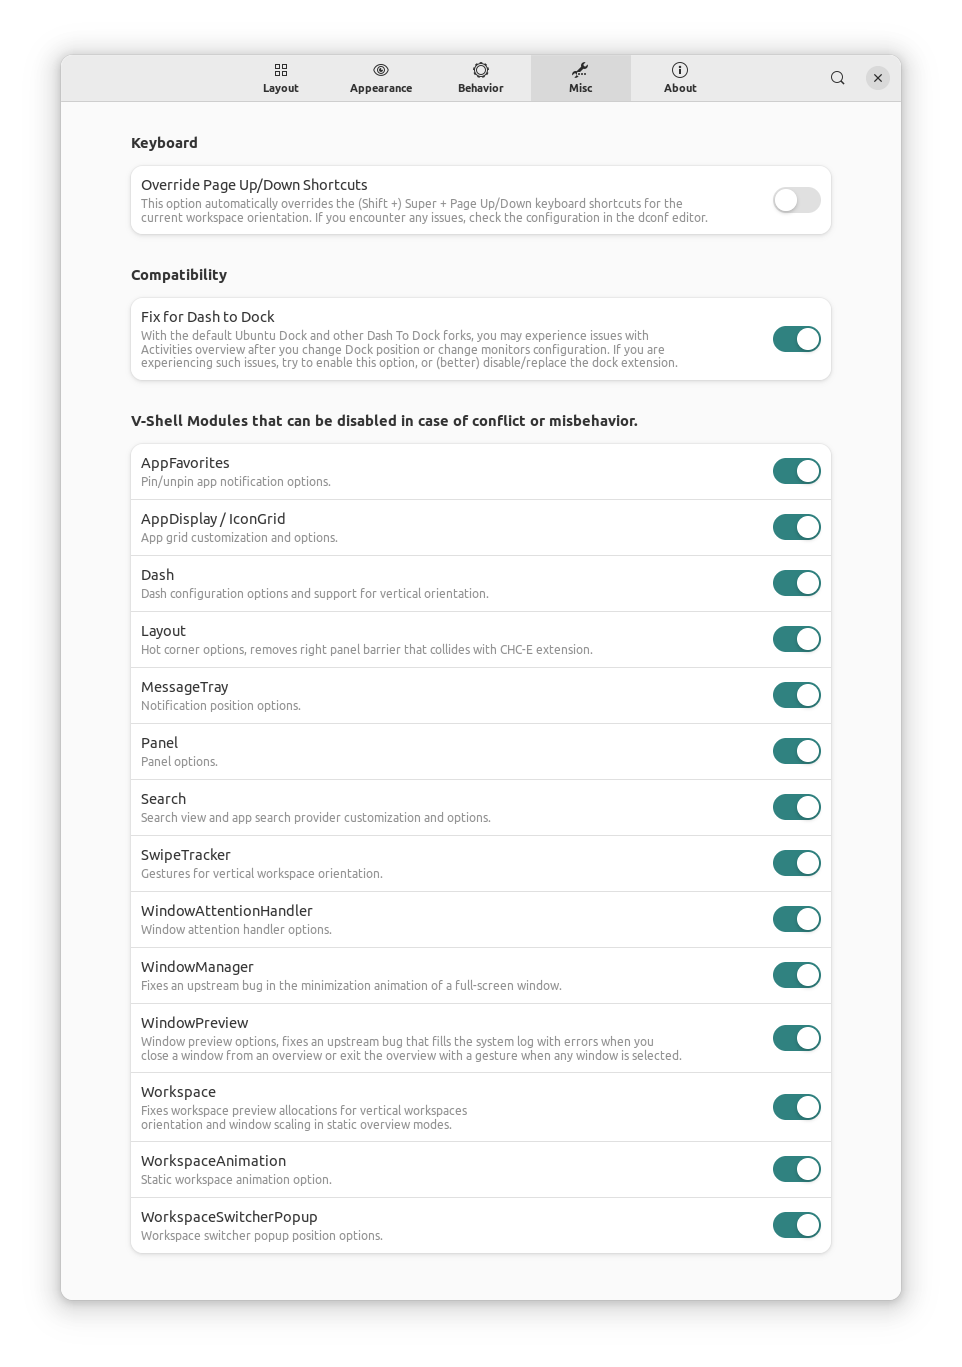 Layout
Appearance
Behavior
Misc
About
Keyboard
Override Page Up/Down Shortcuts
This option automatically overrides the (Shift +) Super + Page Up/Down keyboard shortcuts for the
current workspace orientation. If you encounter any issues, check the configuration in the dconf editor.
Compatibility
Fix for Dash to Dock
With the default Ubuntu Dock and other Dash To Dock forks, you may experience issues with
Activities overview after you change Dock position or change monitors configuration. If you are
experiencing such issues, try to enable this option, or (better) disable/replace the dock extension.
V-Shell Modules that can be disabled in case of conflict or misbehavior.
AppFavorites
Pin/unpin app notification options.
AppDisplay / IconGrid
App grid customization and options.
Dash
Dash configuration options and support for vertical orientation.
Layout
Hot corner options, removes right panel barrier that collides with CHC-E extension.
MessageTray
Notification position options.
Panel
Panel options.
Search
Search view and app search provider customization and options.
SwipeTracker
Gestures for vertical workspace orientation.
WindowAttentionHandler
Window attention handler options.
WindowManager
Fixes an upstream bug in the minimization animation of a full-screen window.
WindowPreview
Window preview options, fixes an upstream bug that fills the system log with errors when you
close a window from an overview or exit the overview with a gesture when any window is selected.
Workspace
Fixes workspace preview allocations for vertical workspaces
orientation and window scaling in static overview modes.
WorkspaceAnimation
Static workspace animation option.
WorkspaceSwitcherPopup
Workspace switcher popup position options.